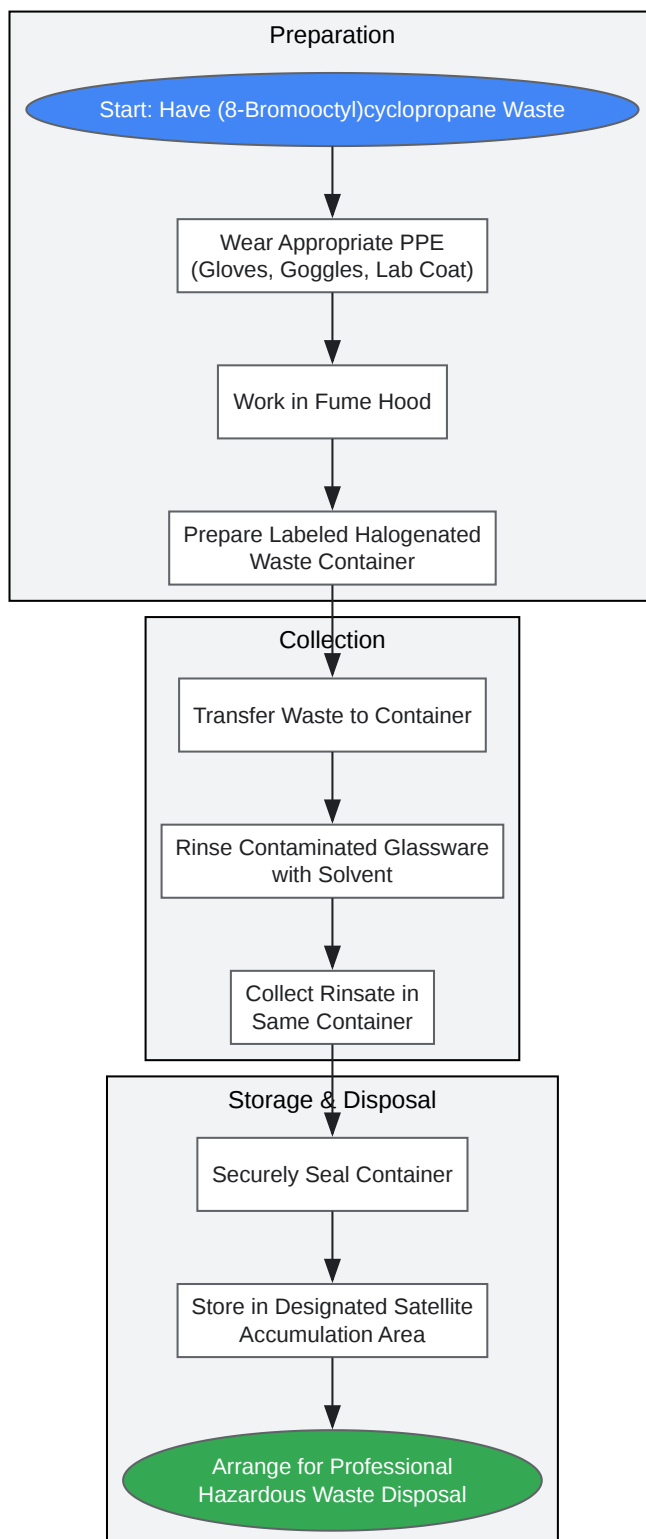 Preparation
Start: Have (8-Bromooctyl)cyclopropane Waste
Wear Appropriate PPE
(Gloves, Goggles, Lab Coat)
Work in Fume Hood
Prepare Labeled Halogenated
Waste Container
Collection
Transfer Waste to Container
Rinse Contaminated Glassware
with Solvent
Collect Rinsate in
Same Container
Storage & Disposal
Securely Seal Container
Store in Designated Satellite
Accumulation Area
Arrange for Professional
Hazardous Waste Disposal